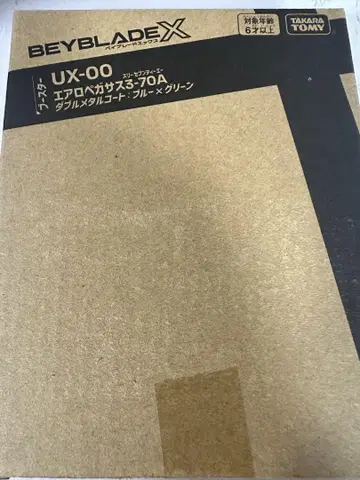 BEYBLADE X
ベイブレードエックス
対象年齢
6才以上
TAKARA
TOMY
ブースター
UX-00
スリーセブンティーエー
エアロペガサス3-70A
ダブルメタルコート:ブルー×グリーン